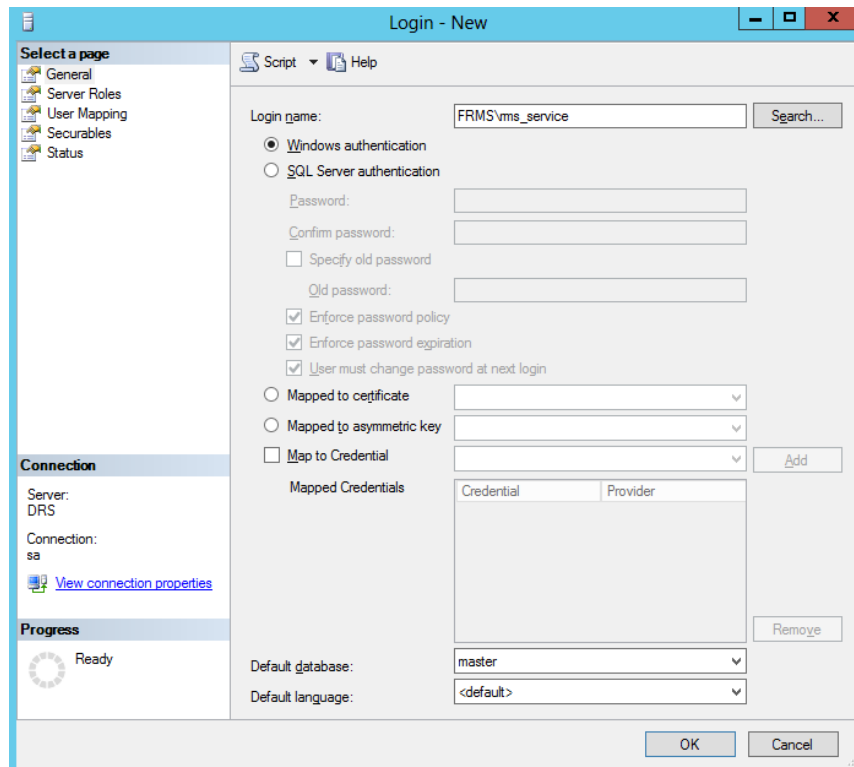 Login - New
Select a page
General
Server Roles
User Mapping
Securables
Status
Script Help
Login name: FRMS\rms_service Search...
Windows authentication
SQL Server authentication
Password:
Confirm password:
Specify old password
Old password:
Enforce password policy
Enforce password expiration
User must change password at next login
Mapped to certificate
Mapped to asymmetric key
Map to Credential Add
Mapped Credentials Credential Provider
Remove
Default database: master
Default language: <default>
Connection
Server:
DRS
Connection:
sa
View connection properties
Progress
Ready
OK Cancel